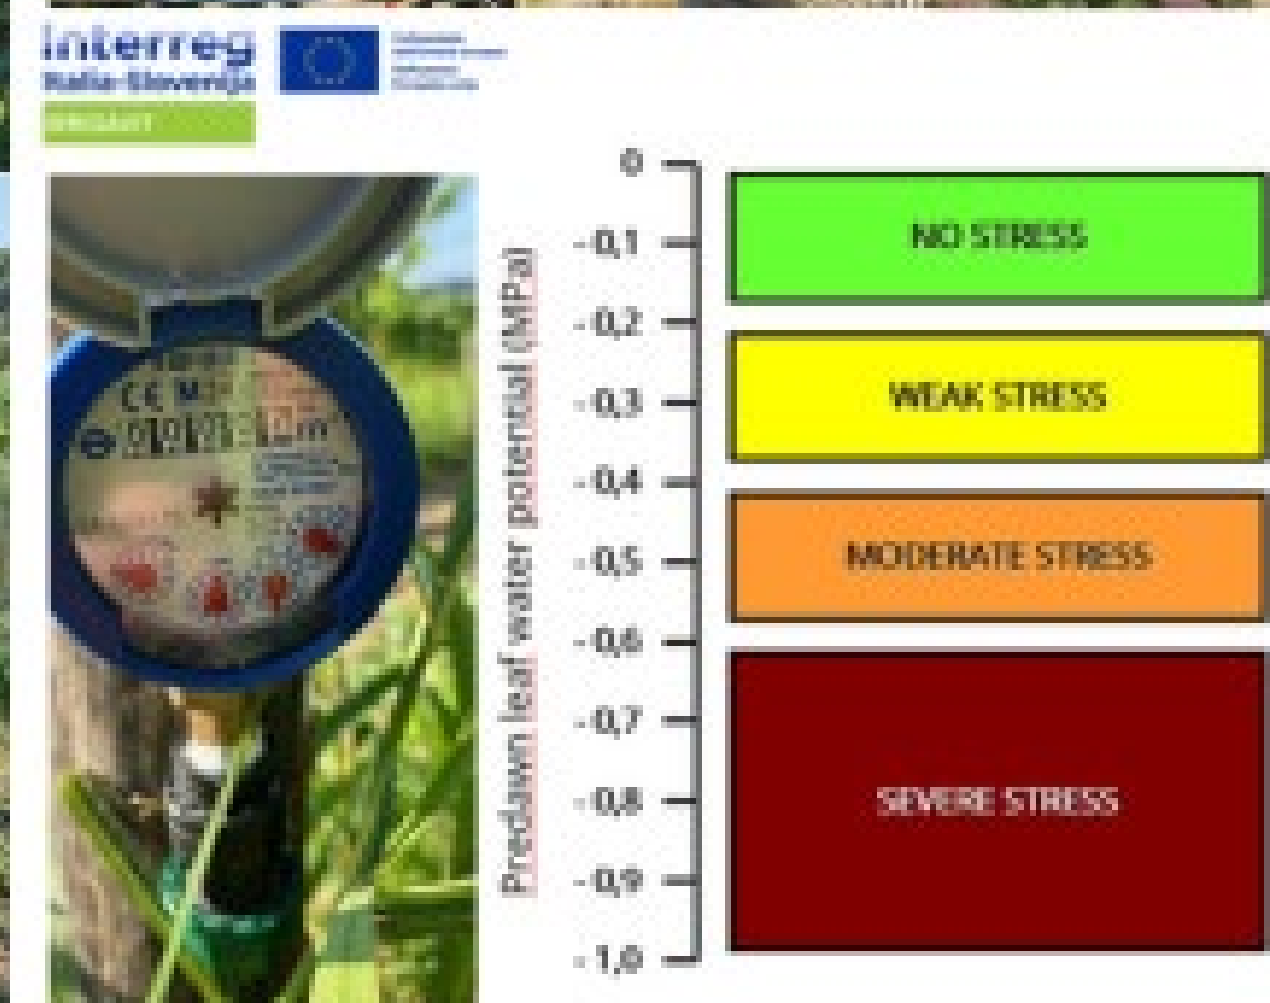 Interreg
Italia-Slovenija
IRRIGAVIT
0
-0,1
-0,2
-0,3
-0,4
-0,5
-0,6
-0,7
-0,8
-0,9
-1,0
Predawn leaf water potential (MPa)
NO STRESS
WEAK STRESS
MODERATE STRESS
SEVERE STRESS
CE M